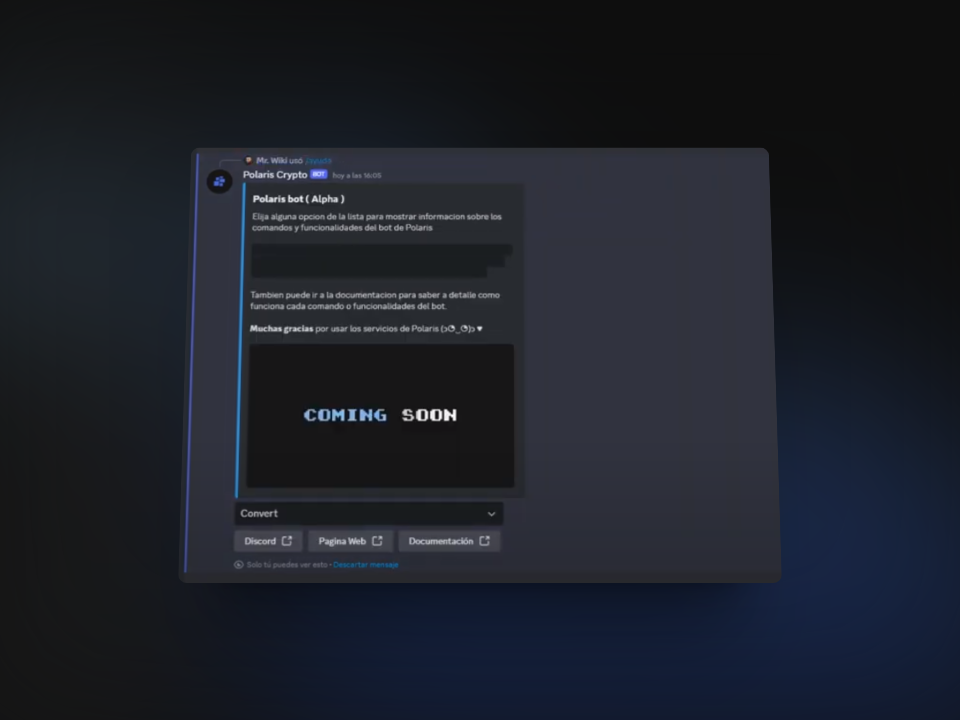 Mr. Wiki usó /ayuda
Polaris Crypto BOT hoy a las 16:05
Polaris bot ( Alpha )
Elija alguna opcion de la lista para mostrar informacion sobre los
comandos y funcionalidades del bot de Polaris
Tambien puede ir a la documentacion para saber a detalle como
funciona cada comando o funcionalidades del bot.
Muchas gracias por usar los servicios de Polaris (ɔ◔‿◔)ɔ ♥
COMING SOON
Convert
Discord
Pagina Web
Documentación
Solo tú puedes ver esto • Descartar mensaje